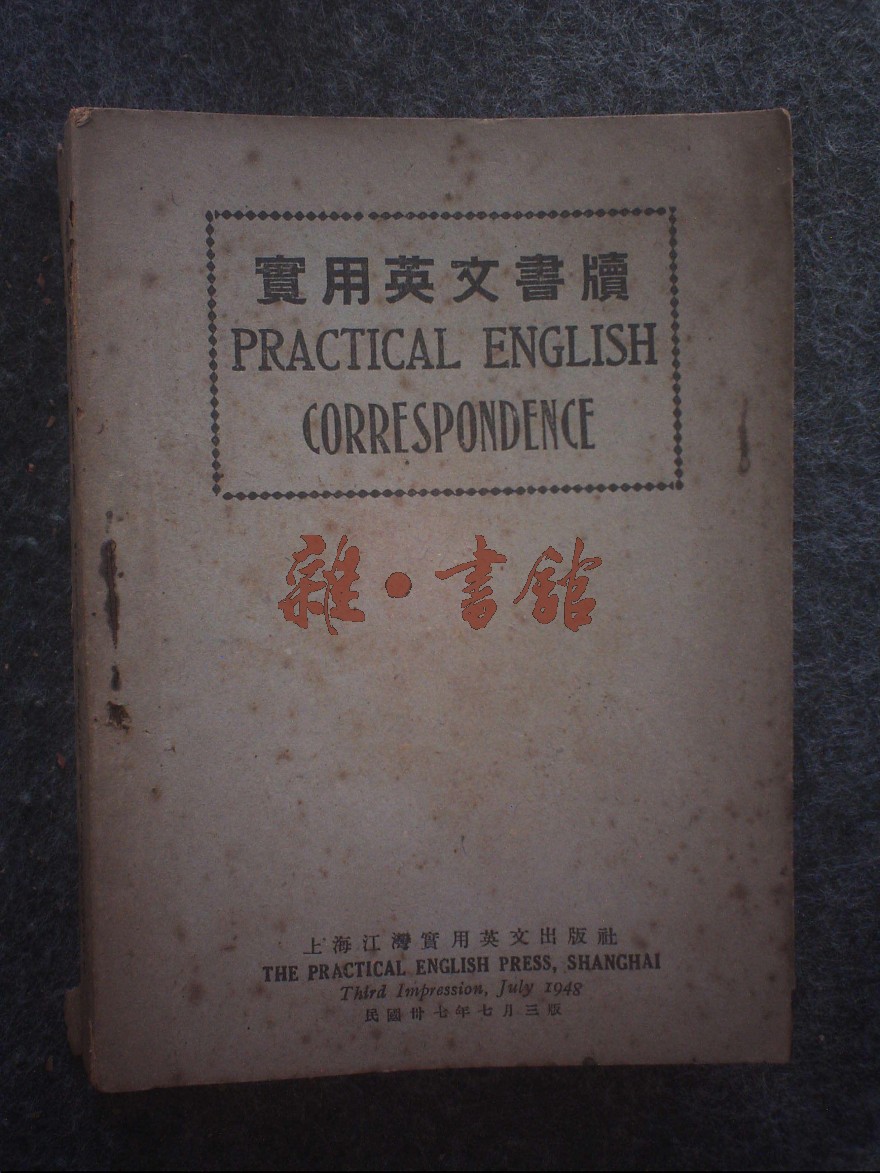 實用英文書牘
PRACTICAL ENGLISH
CORRESPONDENCE
雜·書館
上海江灣實用英文出版社
THE PRACTICAL ENGLISH PRESS, SHANGHAI
Third Impression, July 1948
民國卅七年七月三版